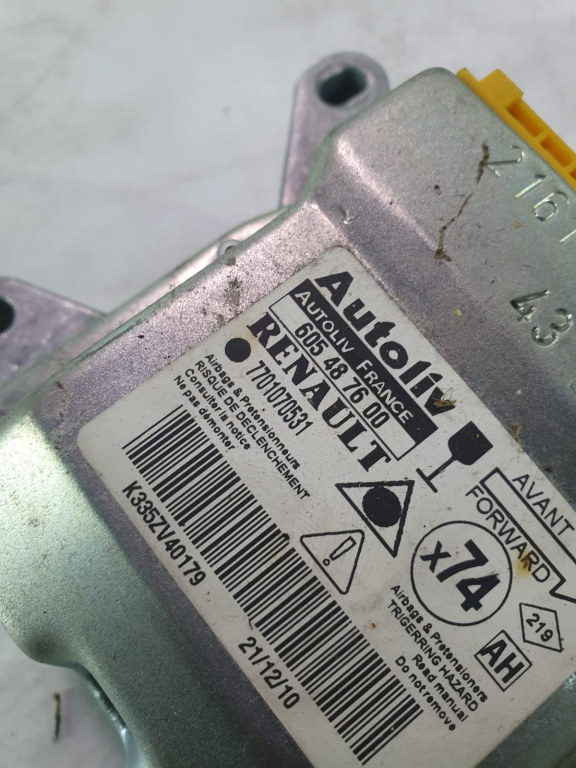 2161
43
Autoliv
AUTOLIV FRANCE
605 48 76 00
RENAULT
7701070531
Airbags & Pretensionneurs
RISQUE DE DECLENCHEMENT
Consulter la notice
Ne pas démonter
K335ZV40179
21/12/10
AVANT
FORWARD
x74
219
AH
Airbags & Pretensioners
TRIGERRING HAZARD
Read manual
Do not remove